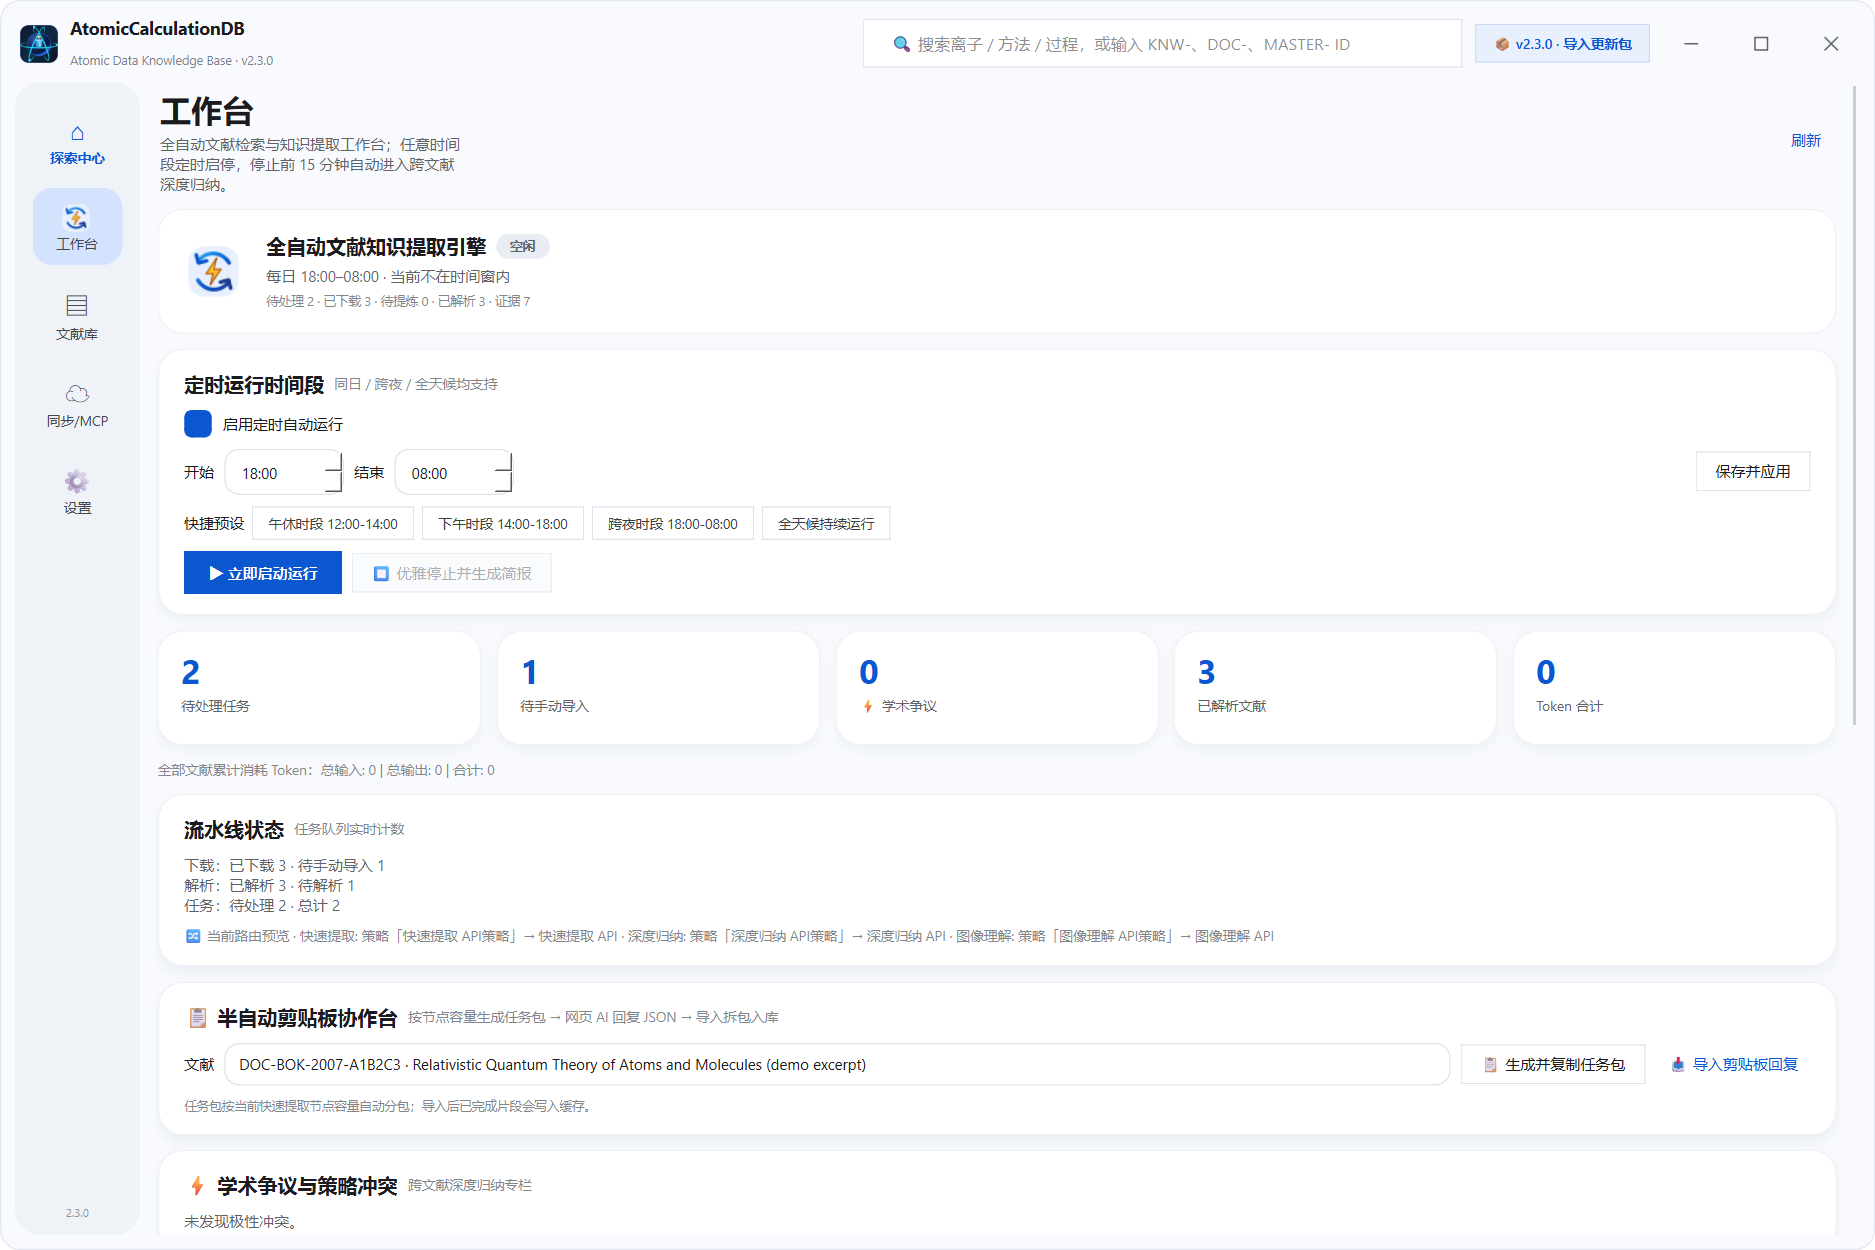 AtomicCalculationDB
Atomic Data Knowledge Base · v2.3.0
搜索离子 / 方法 / 过程，或输入 KNW-、DOC-、MASTER- ID
v2.3.0 · 导入更新包
探索中心
工作台
文献库
同步/MCP
设置
2.3.0
工作台
全自动文献检索与知识提取工作台；任意时间
段定时启停，停止前 15 分钟自动进入跨文献
深度归纳。
刷新
全自动文献知识提取引擎 空闲
每日 18:00–08:00 · 当前不在时间窗内
待处理 2 · 已下载 3 · 待提炼 0 · 已解析 3 · 证据 7
定时运行时间段 同日 / 跨夜 / 全天候均支持
启用定时自动运行
开始 18:00 结束 08:00 保存并应用
快捷预设 午休时段 12:00-14:00 下午时段 14:00-18:00 跨夜时段 18:00-08:00 全天候持续运行
▶ 立即启动运行 优雅停止并生成简报
2
待处理任务
1
待手动导入
0
学术争议
3
已解析文献
0
Token 合计
全部文献累计消耗 Token：总输入: 0 | 总输出: 0 | 合计: 0
流水线状态 任务队列实时计数
下载：已下载 3 · 待手动导入 1
解析：已解析 3 · 待解析 1
任务：待处理 2 · 总计 2
当前路由预览 · 快速提取: 策略「快速提取 API策略」→ 快速提取 API · 深度归纳: 策略「深度归纳 API策略」→ 深度归纳 API · 图像理解: 策略「图像理解 API策略」→ 图像理解 API
半自动剪贴板协作台 按节点容量生成任务包 → 网页 AI 回复 JSON → 导入拆包入库
文献 DOC-BOK-2007-A1B2C3 · Relativistic Quantum Theory of Atoms and Molecules (demo excerpt) 生成并复制任务包 导入剪贴板回复
任务包按当前快速提取节点容量自动分包；导入后已完成片段会写入缓存。
学术争议与策略冲突 跨文献深度归纳专栏
未发现极性冲突。